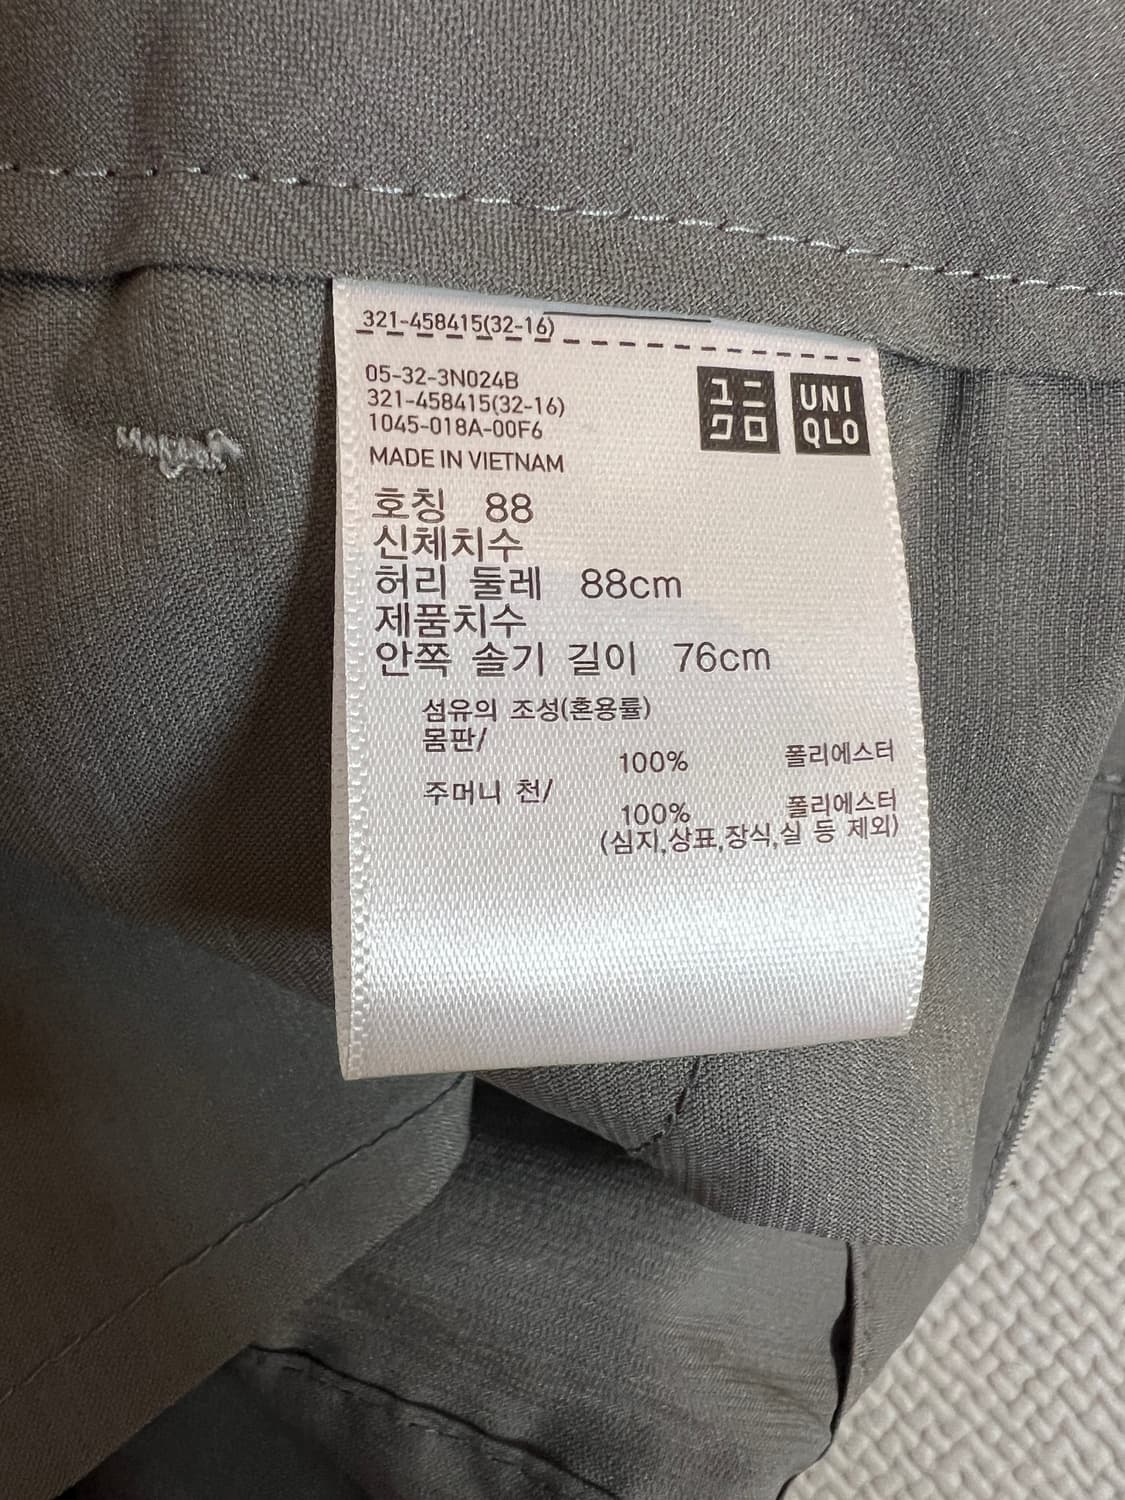 321-458415(32-16)
05-32-3N024B
321-458415(32-16)
1045-018A-00F6
MADE IN VIETNAM
ユニ
クロ
UNI
QLO
호칭 88
신체치수
허리 둘레 88cm
제품치수
안쪽 솔기 길이 76cm
섬유의 조성(혼용률)
몸판/
100% 폴리에스터
주머니 천/
100% 폴리에스터
(심지,상표,장식,실 등 제외)